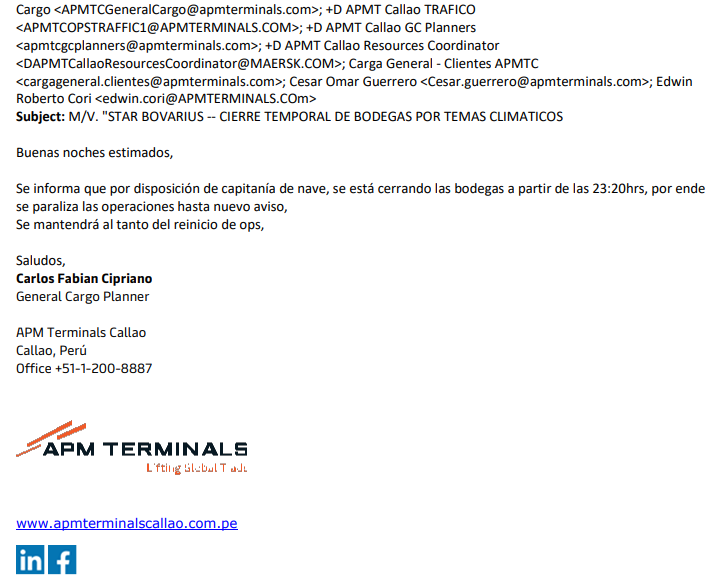 Cargo <APMTCGeneralCargo@apmterminals.com>; +D APMT Callao TRAFICO
<APMTCOPSTRAFFIC1@APMTERMINALS.COM>; +D APMT Callao GC Planners
<apmtcgcplanners@apmterminals.com>; +D APMT Callao Resources Coordinator
<DAPMTCallaoResourcesCoordinator@MAERSK.COM>; Carga General - Clientes APMTC
<cargageneral.clientes@apmterminals.com>; Cesar Omar Guerrero <Cesar.guerrero@apmterminals.com>; Edwin
Roberto Cori <edwin.cori@APMTERMINALS.COm>
Subject: M/V. "STAR BOVARIUS -- CIERRE TEMPORAL DE BODEGAS POR TEMAS CLIMATICOS
Buenas noches estimados,
Se informa que por disposición de capitanía de nave, se está cerrando las bodegas a partir de las 23:20hrs, por ende
se paraliza las operaciones hasta nuevo aviso,
Se mantendrá al tanto del reinicio de ops,
Saludos,
Carlos Fabian Cipriano
General Cargo Planner
APM Terminals Callao
Callao, Perú
Office +51-1-200-8887
APM TERMINALS
Lifting Global Trade
www.apmterminalscallao.com.pe
in f